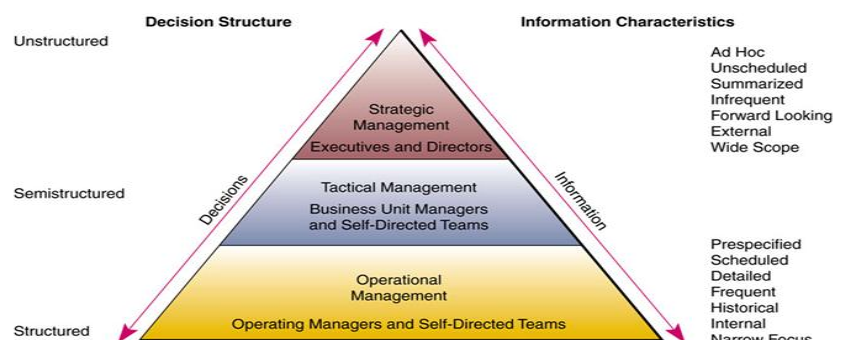 Decision Structure
Information Characteristics
Unstructured
Ad Hoc
Unscheduled
Summarized
Infrequent
Forward Looking
External
Wide Scope
Strategic
Management
Executives and Directors
Semistructured
Decisions
Information
Tactical Management
Business Unit Managers
and Self-Directed Teams
Prespecified
Scheduled
Detailed
Frequent
Historical
Internal
Narrow Focus
Operational
Management
Operating Managers and Self-Directed Teams
Structured